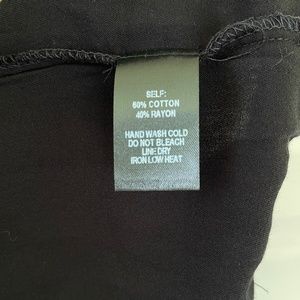 SELF:
60% COTTON
40% RAYON
HAND WASH COLD
DO NOT BLEACH
LINE DRY
IRON LOW HEAT